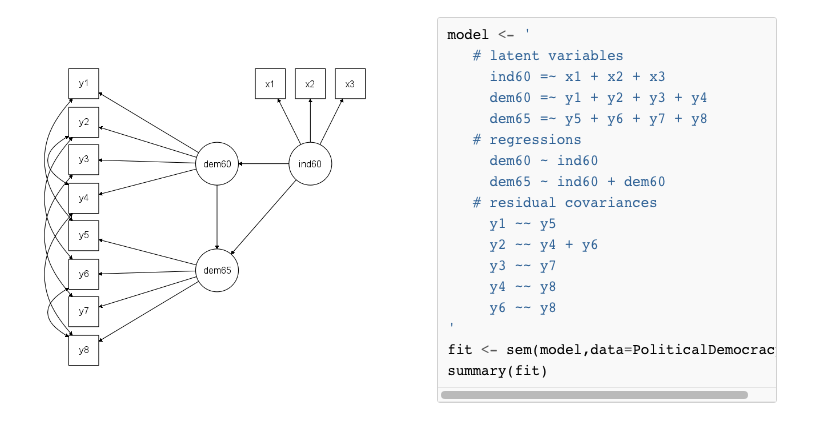 y1
y2
y3
y4
y5
y6
y7
y8
x1 x2 x3
dem60 ind60
dem65
model <- '
# latent variables
ind60 =~ x1 + x2 + x3
dem60 =~ y1 + y2 + y3 + y4
dem65 =~ y5 + y6 + y7 + y8
# regressions
dem60 ~ ind60
dem65 ~ ind60 + dem60
# residual covariances
y1 ~~ y5
y2 ~~ y4 + y6
y3 ~~ y7
y4 ~~ y8
y6 ~~ y8
'
fit <- sem(model,data=PoliticalDemocrac
summary(fit)